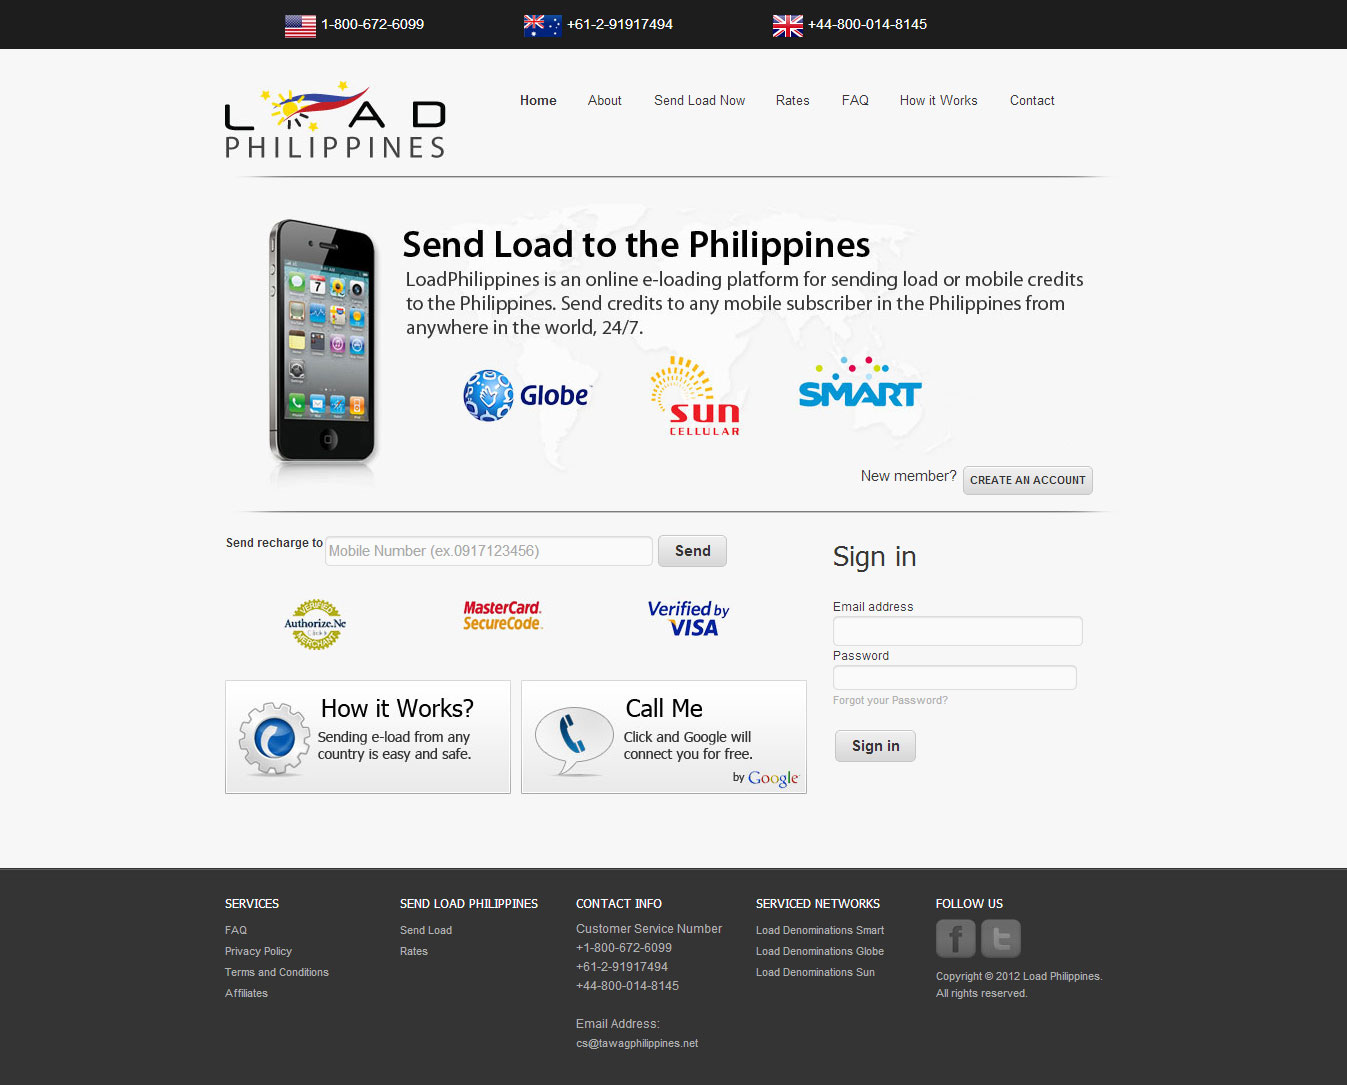 1-800-672-6099
+61-2-91917494
+44-800-014-8145
LOAD
PHILIPPINES
Home
About
Send Load Now
Rates
FAQ
How it Works
Contact
Send Load to the Philippines
LoadPhilippines is an online e-loading platform for sending load or mobile credits
to the Philippines. Send credits to any mobile subscriber in the Philippines from
anywhere in the world, 24/7.
Globe
sun
CELLULAR
SMART
New member?
CREATE AN ACCOUNT
Send recharge to
Mobile Number (ex.0917123456)
Send
Sign in
VERIFIED
Authorize.Net
Click
MERCHANT
MasterCard.
SecureCode.
Verified by
VISA
Email address
Password
Forgot your Password?
Sign in
How it Works?
Sending e-load from any
country is easy and safe.
Call Me
Click and Google will
connect you for free.
by Google
SERVICES
FAQ
Privacy Policy
Terms and Conditions
Affiliates
SEND LOAD PHILIPPINES
Send Load
Rates
CONTACT INFO
Customer Service Number
+1-800-672-6099
+61-2-91917494
+44-800-014-8145
Email Address:
cs@tawagphilippines.net
SERVICED NETWORKS
Load Denominations Smart
Load Denominations Globe
Load Denominations Sun
FOLLOW US
Copyright © 2012 Load Philippines.
All rights reserved.